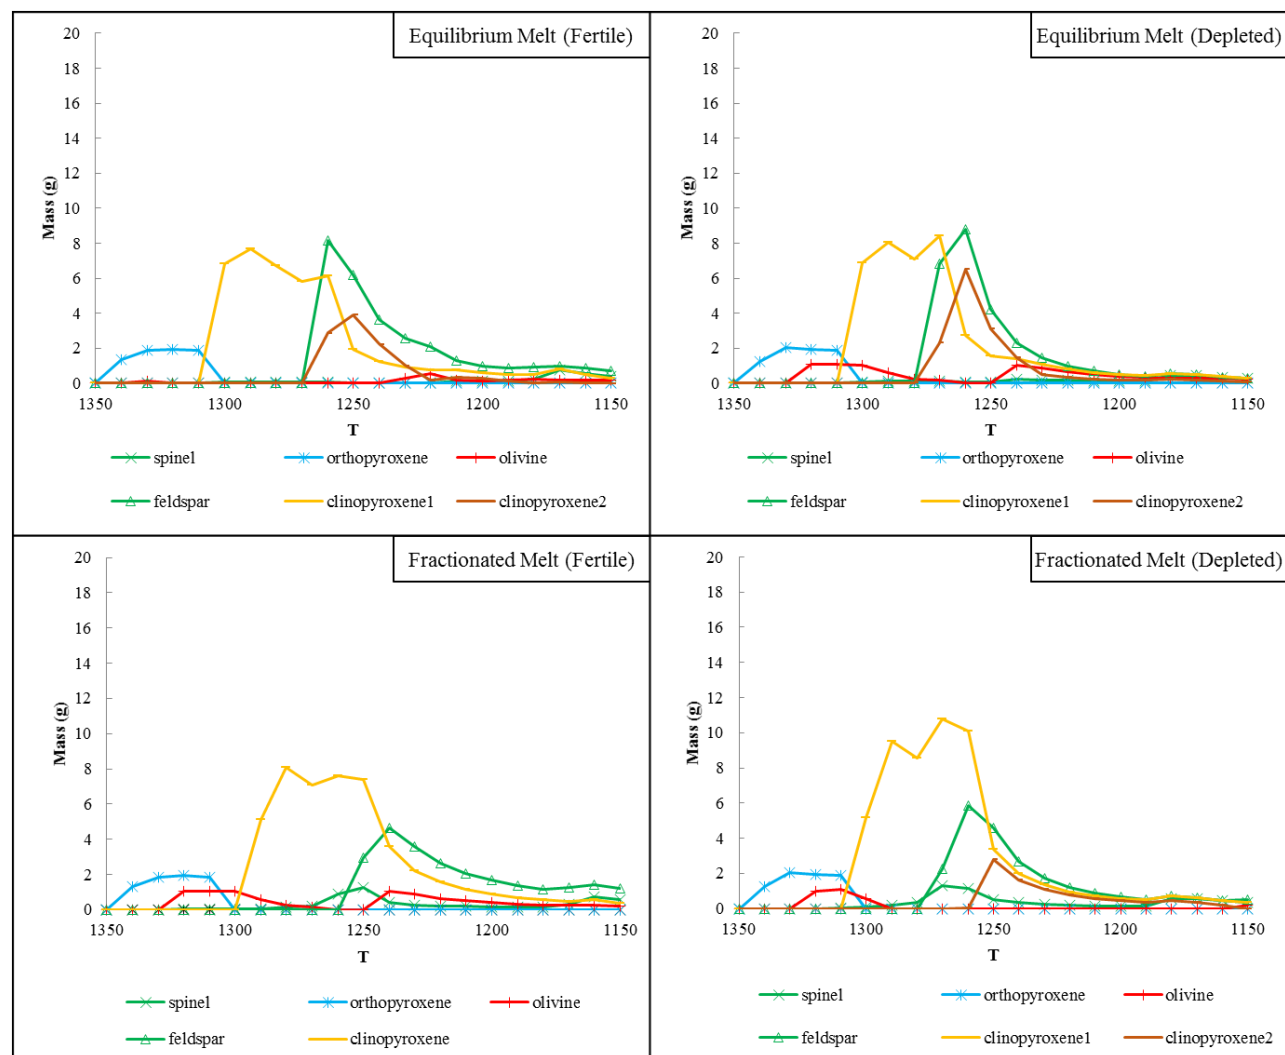 Equilibrium Melt (Fertile)
20
18
16
14
12
10
8
6
4
2
0
Mass (g)
1350 1300 1250 1200 1150
T
spinel orthopyroxene olivine
feldspar clinopyroxene1 clinopyroxene2
Equilibrium Melt (Depleted)
20
18
16
14
12
10
8
6
4
2
0
Mass (g)
1350 1300 1250 1200 1150
T
spinel orthopyroxene olivine
feldspar clinopyroxene1 clinopyroxene2
Fractionated Melt (Fertile)
20
18
16
14
12
10
8
6
4
2
0
Mass (g)
1350 1300 1250 1200 1150
T
spinel orthopyroxene olivine
feldspar clinopyroxene
Fractionated Melt (Depleted)
20
18
16
14
12
10
8
6
4
2
0
Mass (g)
1350 1300 1250 1200 1150
T
spinel orthopyroxene olivine
feldspar clinopyroxene1 clinopyroxene2